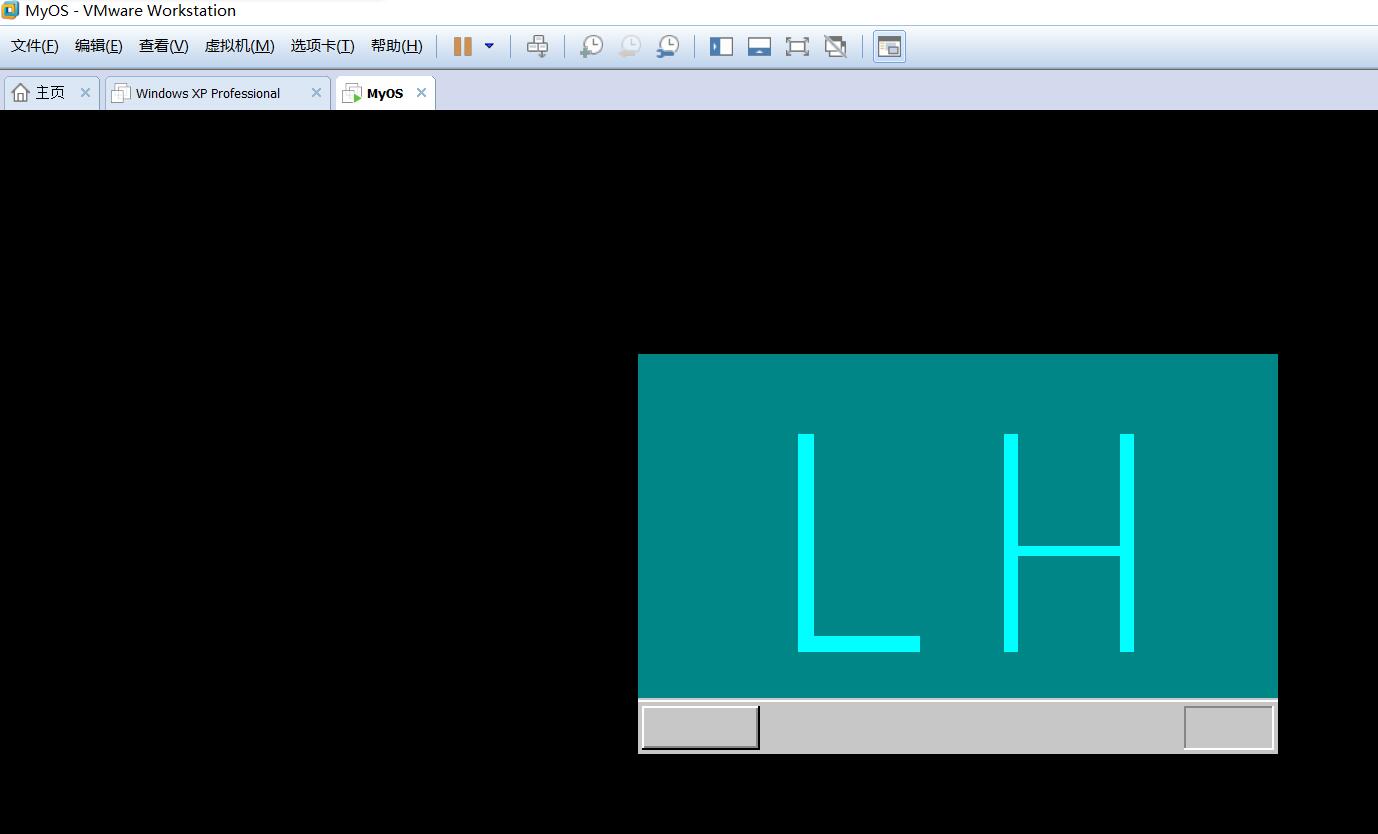 MyOS - VMware Workstation
文件(F) 编辑(E) 查看(V) 虚拟机(M) 选项卡(T) 帮助(H)
主页 Windows XP Professional MyOS
L H